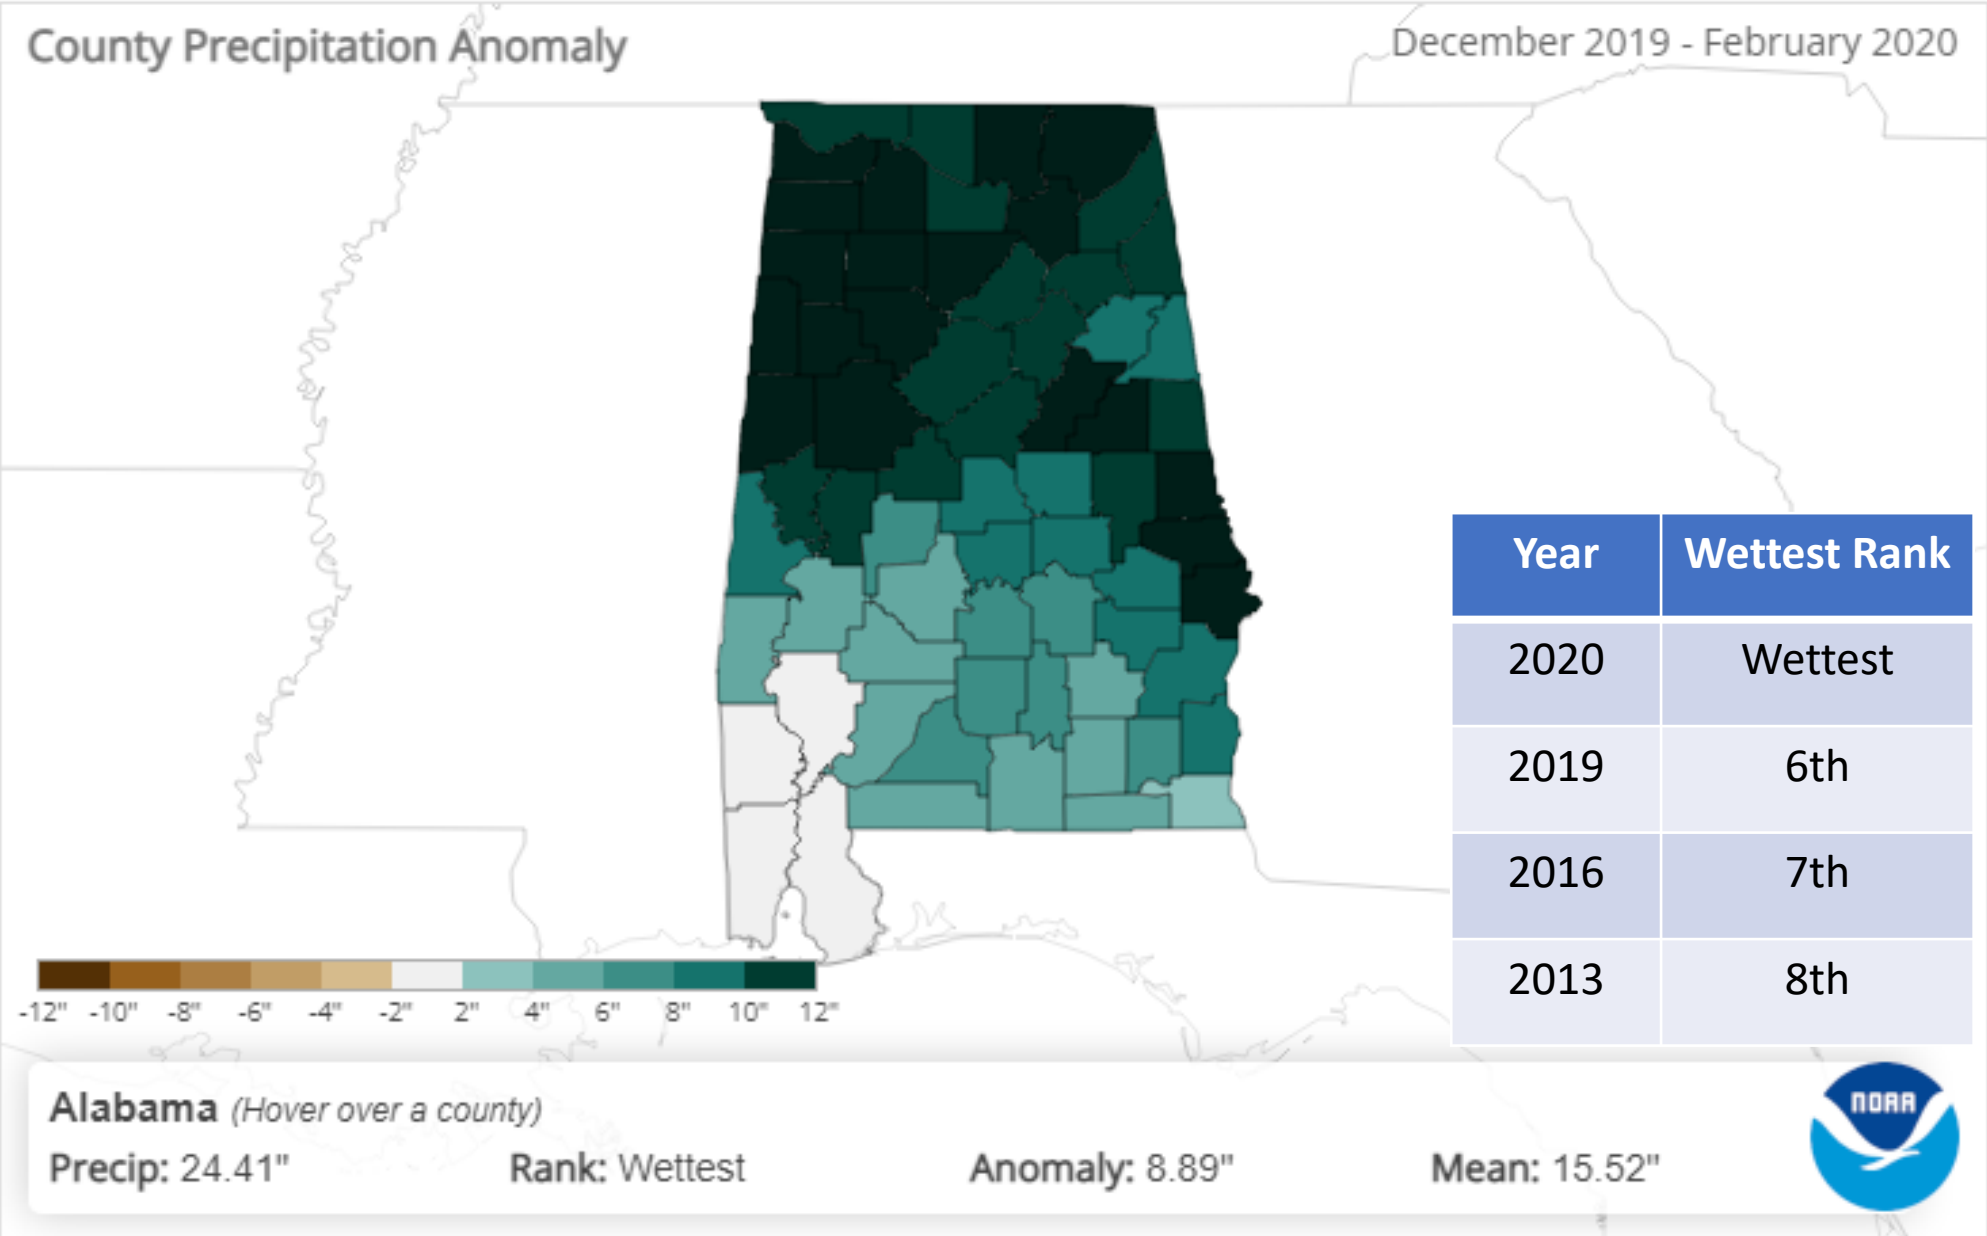 County Precipitation Anomaly
December 2019 - February 2020
Year Wettest Rank
2020 Wettest
2019 6th
2016 7th
2013 8th
-12" -10" -8" -6" -4" -2" 2" 4" 6" 8" 10" 12"
Alabama (Hover over a county)
Precip: 24.41" Rank: Wettest Anomaly: 8.89" Mean: 15.52"
NOAA